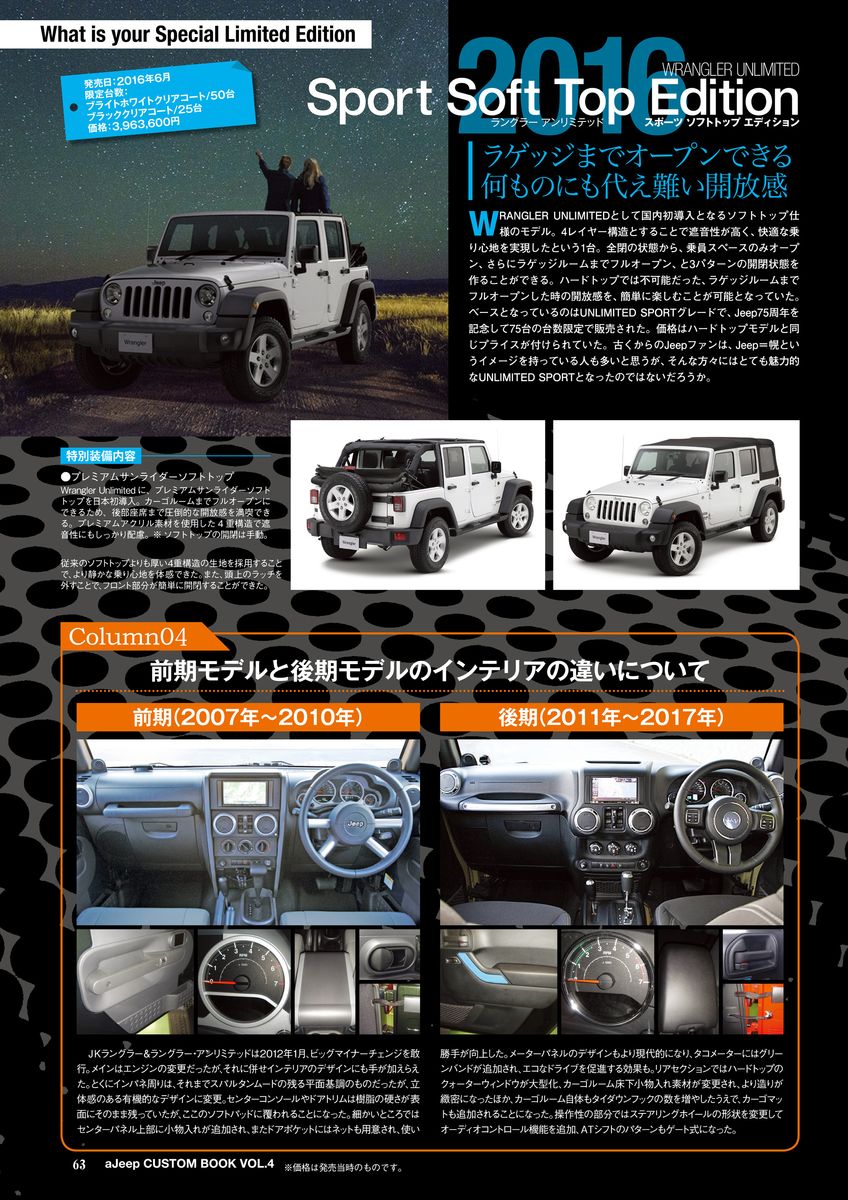 What is your Special Limited Edition
発売日：2016年6月
限定台数：
ブライトホワイトクリアコート/50台
ブラッククリアコート/25台
価格：3,963,600円
2016
WRANGLER UNLIMITED
Sport Soft Top Edition
ラングラー アンリミテッド
スポーツ ソフトトップ エディション
ラゲッジまでオープンできる
何ものにも代え難い開放感
WRANGLER UNLIMITEDとして国内初導入となるソフトトップ仕
様のモデル。4レイヤー構造とすることで遮音性が高く、快適な乗
り心地を実現したという1台。全閉の状態から、乗員スペースのみオープ
ン、さらにラゲッジルームまでフルオープン、と3パターンの開閉状態を
作ることができる。ハードトップでは不可能だった、ラゲッジルームまで
フルオープンした時の開放感を、簡単に楽しむことが可能となっていた。
ベースとなっているのはUNLIMITED SPORTグレードで、Jeep75周年を
記念して75台の台数限定で販売された。価格はハードトップモデルと同
じプライスが付けられていた。古くからのJeepファンは、Jeep＝幌とい
うイメージを持っている人も多いと思うが、そんな方々にはとても魅力的
なUNLIMITED SPORTとなったのではないだろうか。
Wrangler
特別装備内容
●プレミアムサンライダーソフトトップ
Wrangler Unlimited に、プレミアムサンライダーソフト
トップを日本初導入。カーゴルームまでフルオープンに
できるため、後部座席まで圧倒的な開放感を満喫でき
る。プレミアムアクリル素材を使用した４重構造で遮
音性にもしっかり配慮。※ ソフトトップの開閉は手動。
従来のソフトトップよりも厚い4重構造の生地を採用すること
で、より静かな乗り心地を体感できた。また、頭上のラッチを
外すことで、フロント部分が簡単に開閉することができた。
Wrangler
Wrangler
Column04
前期モデルと後期モデルのインテリアの違いについて
前期（2007年～2010年）
後期（2011年～2017年）
Jeep
JKラングラー&ラングラー・アンリミテッドは2012年1月、ビッグマイナーチェンジを敢
行。メインはエンジンの変更だったが、それに併せインテリアのデザインにも手が加えら
れた。とくにインパネ周りは、それまでスパルタンムードの残る平面基調のものだったが、立
体感のある有機的なデザインに変更。センターコンソールやドアトリムは樹脂の硬さが表
面にそのまま残っていたが、ここのソフトパッドに覆われることになった。細かいところでは
センターパネル上部に小物入れが追加され、またドアポケットにはネットも用意され、使い
勝手が向上した。メーターパネルのデザインもより現代的になり、タコメーターにはグリー
ンバンドが追加され、エコなドライブを促進する効果も。リアセクションではハードトップの
クォーターウィンドウが大型化、カーゴルーム床下小物入れ素材が変更され、より造りが
緻密になったほか、カーゴルーム自体もタイダウンフックの数を増やしたうえで、カーゴマッ
トも追加されることになった。操作性の部分ではステアリングホイールの形状を変更して
オーディオコントロール機能を追加、ATシフトのパターンもゲート式になった。
63 aJeep CUSTOM BOOK VOL.4 ※価格は発売当時のものです。